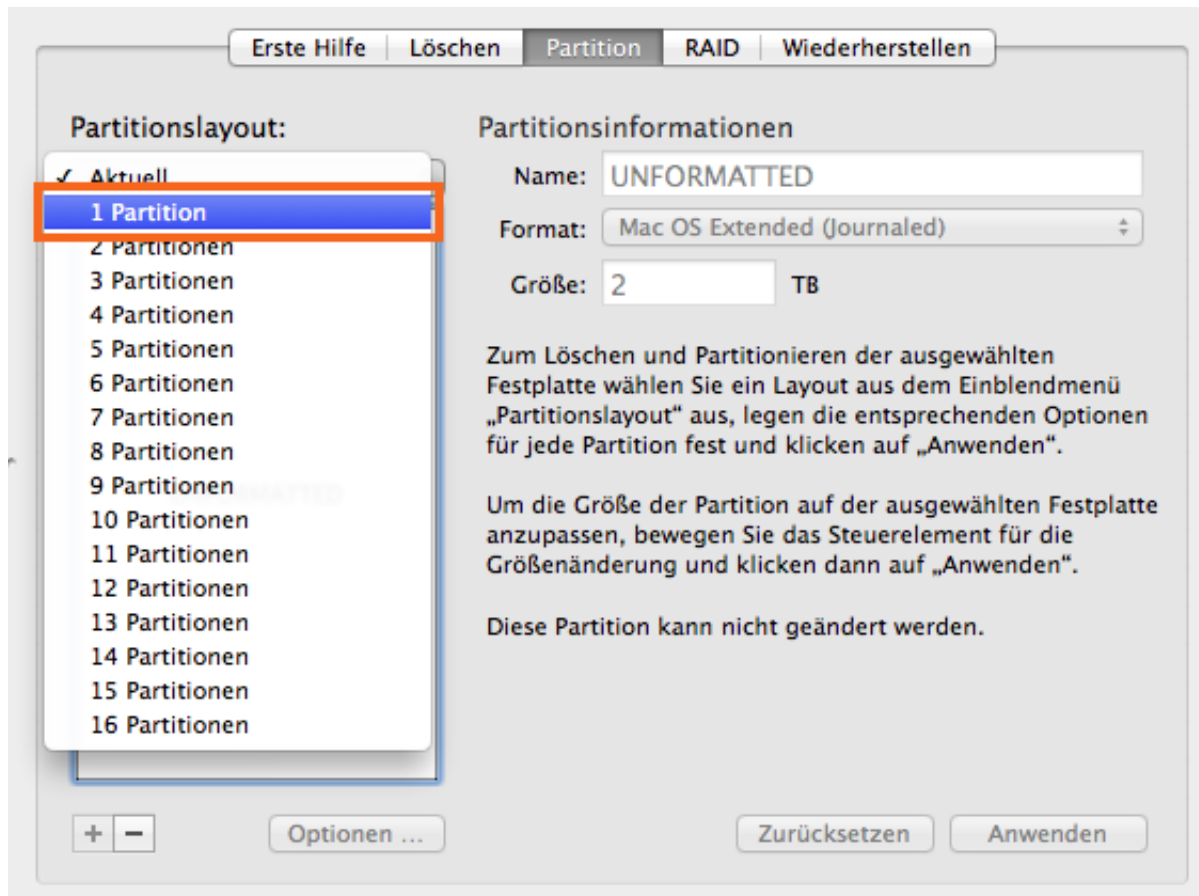 Erste Hilfe Löschen Partition RAID Wiederherstellen
Partitionslayout:
✓ Aktuell
1 Partition
2 Partitionen
3 Partitionen
4 Partitionen
5 Partitionen
6 Partitionen
7 Partitionen
8 Partitionen
9 Partitionen
10 Partitionen
11 Partitionen
12 Partitionen
13 Partitionen
14 Partitionen
15 Partitionen
16 Partitionen
+ − Optionen ...
Partitionsinformationen
Name: UNFORMATTED
Format: Mac OS Extended (Journaled)
Größe: 2 TB
Zum Löschen und Partitionieren der ausgewählten
Festplatte wählen Sie ein Layout aus dem Einblendmenü
„Partitionslayout“ aus, legen die entsprechenden Optionen
für jede Partition fest und klicken auf „Anwenden“.
Um die Größe der Partition auf der ausgewählten Festplatte
anzupassen, bewegen Sie das Steuerelement für die
Größenänderung und klicken dann auf „Anwenden“.
Diese Partition kann nicht geändert werden.
Zurücksetzen Anwenden